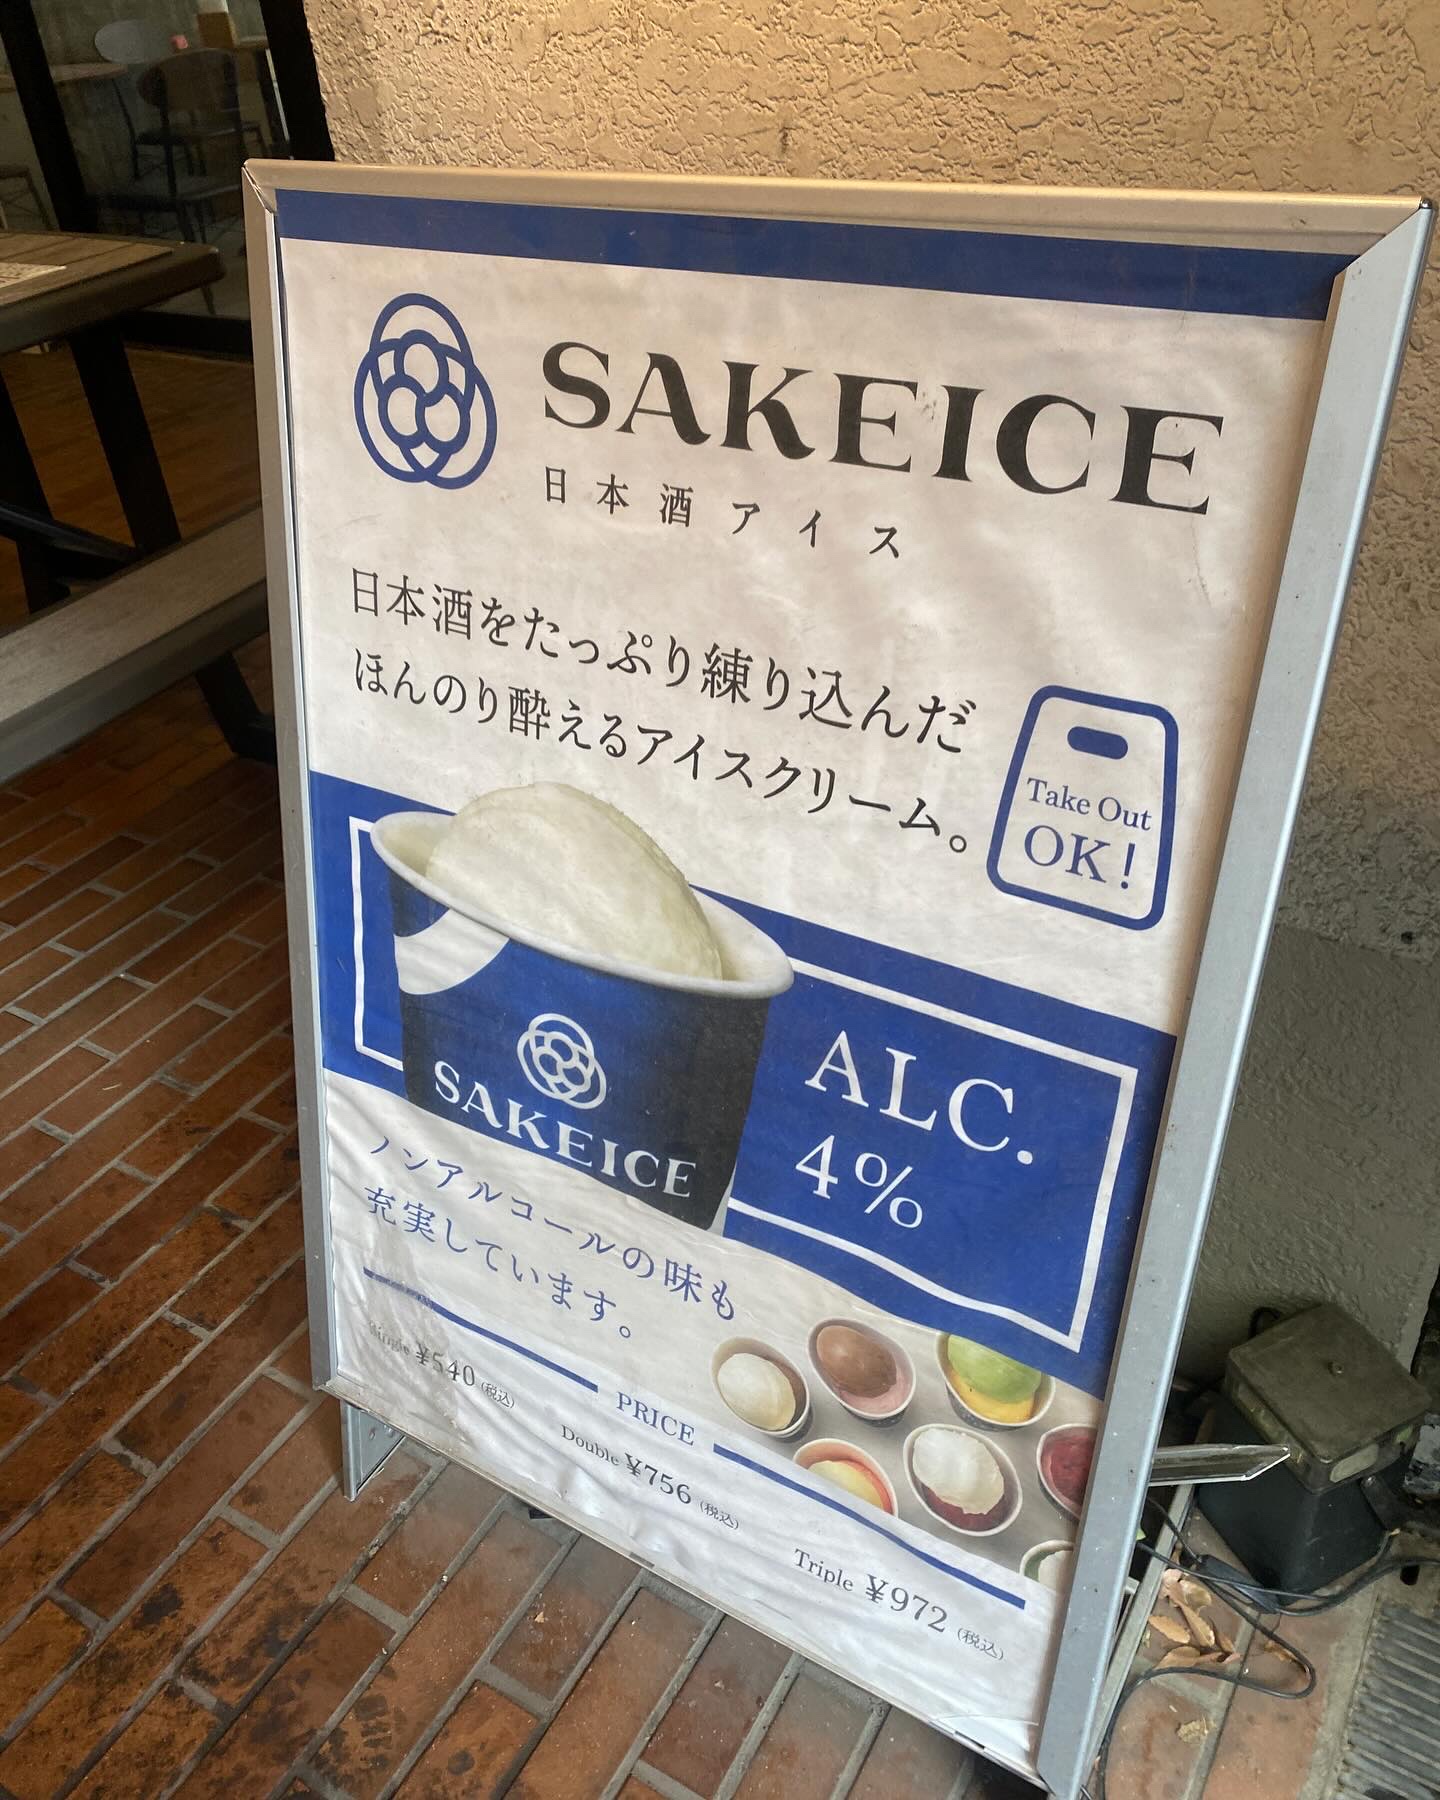 SAKEICE
日本酒アイス
日本酒をたっぷり練り込んだ
ほんのり酔えるアイスクリーム。
Take Out
OK!
SAKEICE
ALC.
4%
ノンアルコールの味も
充実しています。
PRICE
Single ¥540 (税込)
Double ¥756 (税込)
Triple ¥972 (税込)